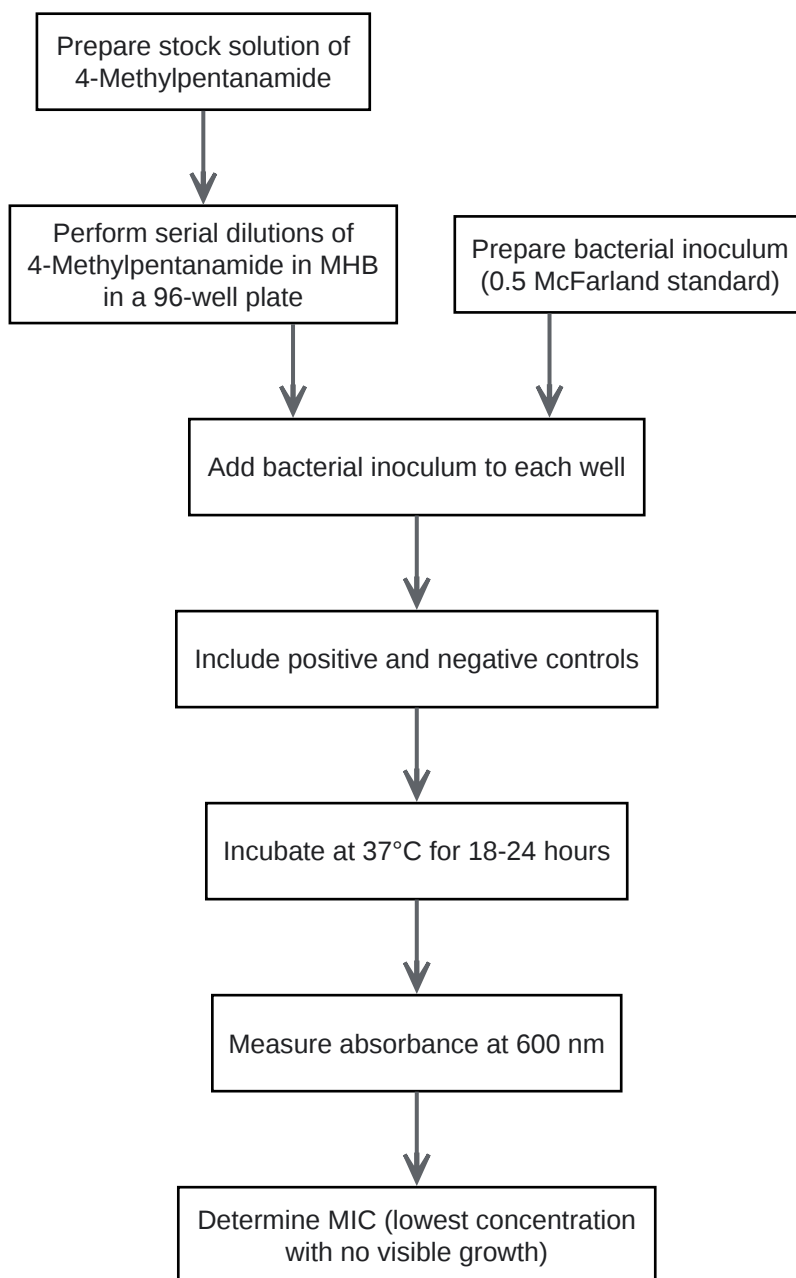 Prepare stock solution of
4-Methylpentanamide
Perform serial dilutions of
4-Methylpentanamide in MHB
in a 96-well plate
Prepare bacterial inoculum
(0.5 McFarland standard)
Add bacterial inoculum to each well
Include positive and negative controls
Incubate at 37°C for 18-24 hours
Measure absorbance at 600 nm
Determine MIC (lowest concentration
with no visible growth)